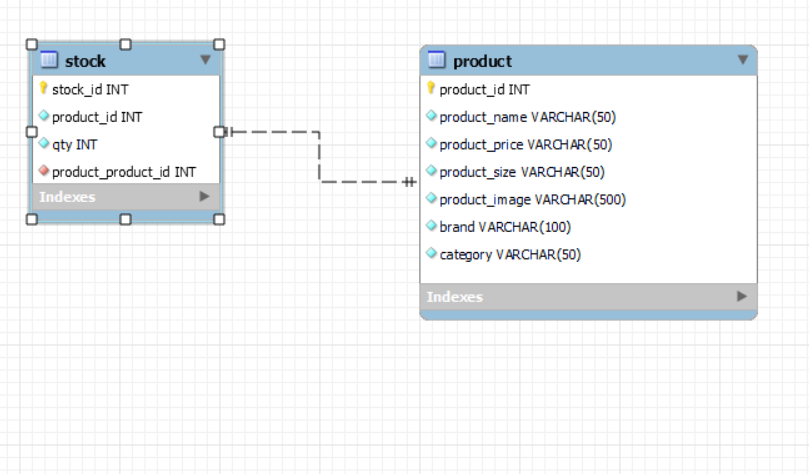 stock
stock_id INT
product_id INT
qty INT
product_product_id INT
Indexes
product
product_id INT
product_name VARCHAR(50)
product_price VARCHAR(50)
product_size VARCHAR(50)
product_image VARCHAR(500)
brand VARCHAR(100)
category VARCHAR(50)
Indexes